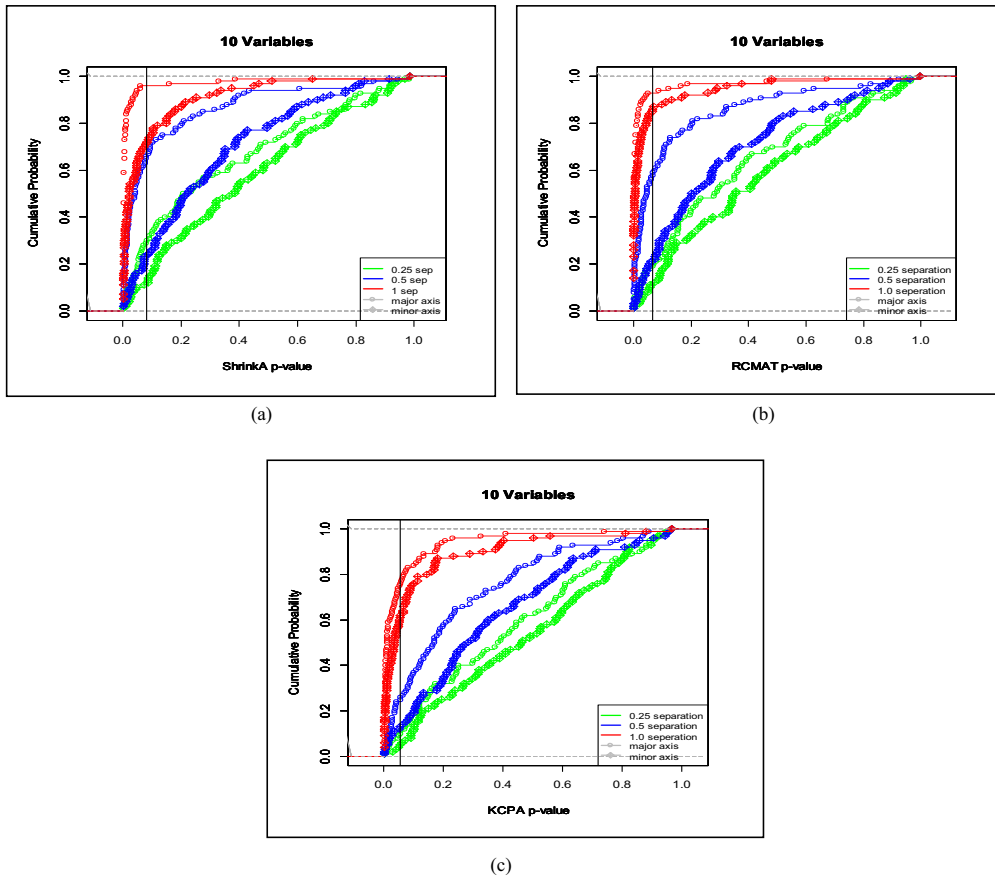 10 Variables
Cumulative Probability
1.0
0.8
0.6
0.4
0.2
0.0
0.25 sep
0.5 sep
1 sep
major axis
minor axis
0.0 0.2 0.4 0.6 0.8 1.0
ShrinkA p-value
(a)
10 Variables
Cumulative Probability
1.0
0.8
0.6
0.4
0.2
0.0
0.25 separation
0.5 separation
1.0 seperation
major axis
minor axis
0.0 0.2 0.4 0.6 0.8 1.0
RCMAT p-value
(b)
10 Variables
Cumulative Probability
1.0
0.8
0.6
0.4
0.2
0.0
0.25 separation
0.5 separation
1.0 seperation
major axis
minor axis
0.0 0.2 0.4 0.6 0.8 1.0
KCPA p-value
(c)